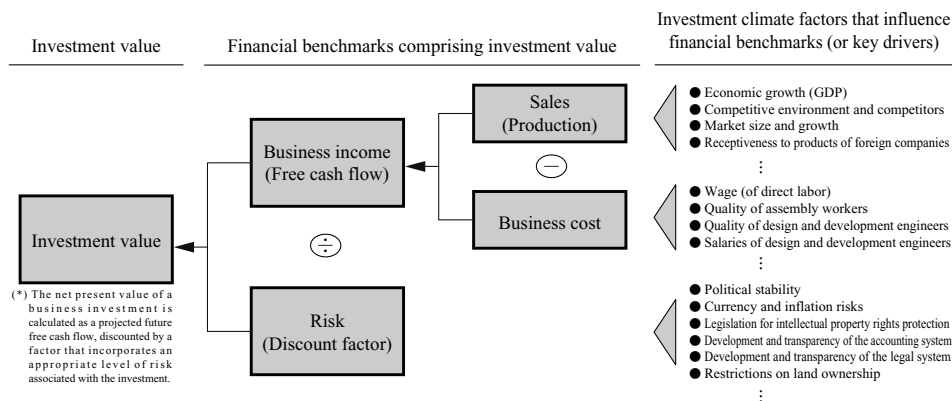 Investment value
Financial benchmarks comprising investment value
Investment climate factors that influence
financial benchmarks (or key drivers)
Investment value
(*) The net present value of a
business investment is
calculated as a projected future
free cash flow, discounted by a
factor that incorporates an
appropriate level of risk
associated with the investment.
Business income
(Free cash flow)
÷
Risk
(Discount factor)
Sales
(Production)
−
Business cost
● Economic growth (GDP)
● Competitive environment and competitors
● Market size and growth
● Receptiveness to products of foreign companies
⋮
● Wage (of direct labor)
● Quality of assembly workers
● Quality of design and development engineers
● Salaries of design and development engineers
⋮
● Political stability
● Currency and inflation risks
● Legislation for intellectual property rights protection
● Development and transparency of the accounting system
● Development and transparency of the legal system
● Restrictions on land ownership
⋮